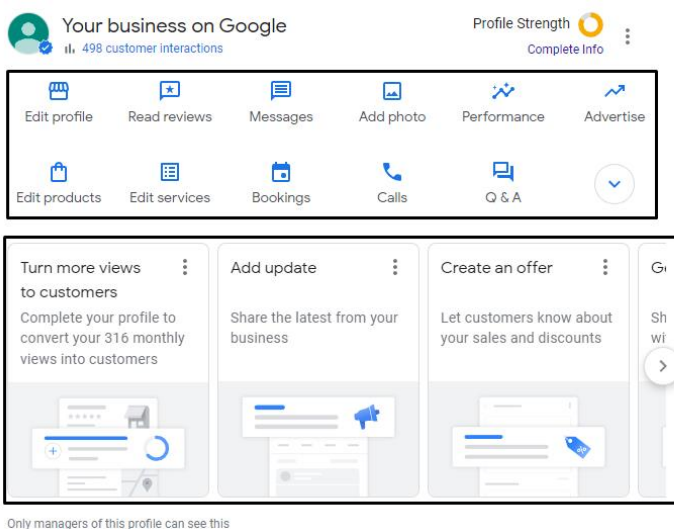 Your business on Google
498 customer interactions
Profile Strength
Complete Info
Edit profile
Read reviews
Messages
Add photo
Performance
Advertise
Edit products
Edit services
Bookings
Calls
Q & A
Turn more views
to customers
Complete your profile to
convert your 316 monthly
views into customers
Add update
Share the latest from your
business
Create an offer
Let customers know about
your sales and discounts
Only managers of this profile can see this